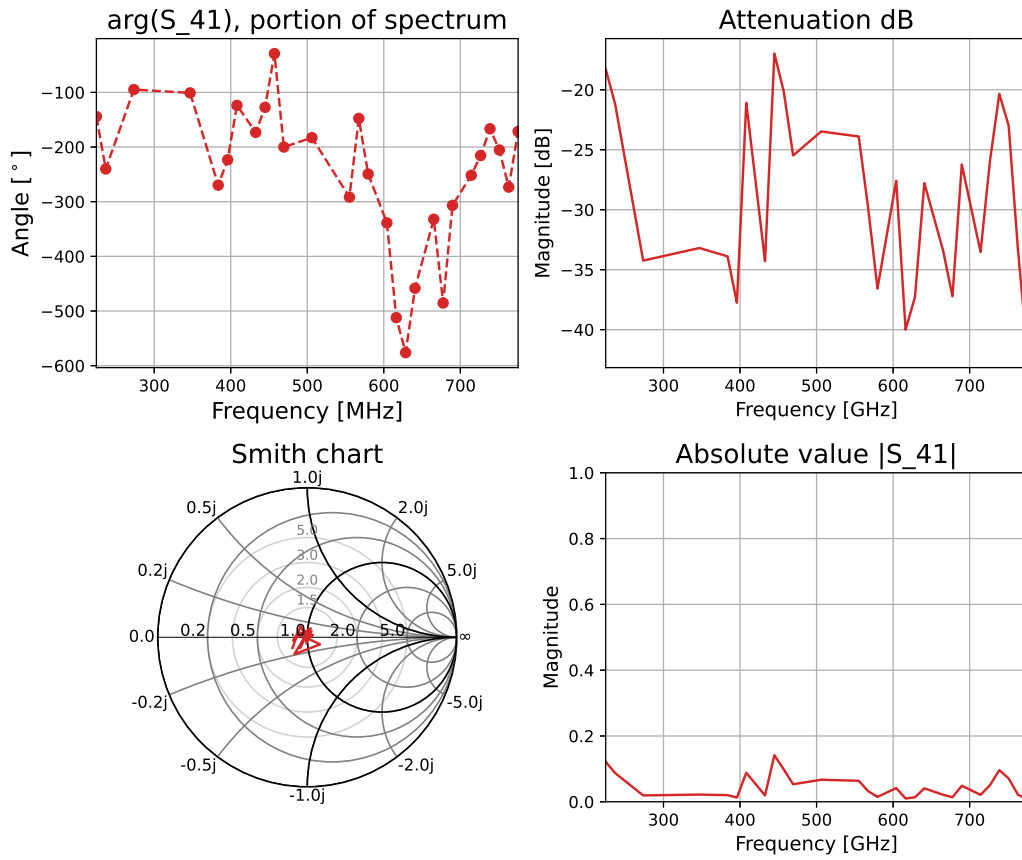 arg(S_41), portion of spectrum
−100
−200
−300
−400
−500
−600
Angle [°]
300 400 500 600 700
Frequency [MHz]
Attenuation dB
−20
−25
−30
−35
−40
Magnitude [dB]
300 400 500 600 700
Frequency [GHz]
Smith chart
1.0j
0.5j 2.0j
5.0
3.0
0.2j 5.0j
2.0
1.5
0.0 0.2 0.5 1.0 2.0 5.0 ∞
-0.2j -5.0j
-0.5j -2.0j
-1.0j
Absolute value |S_41|
1.0
0.8
0.6
0.4
0.2
0.0
Magnitude
300 400 500 600 700
Frequency [GHz]